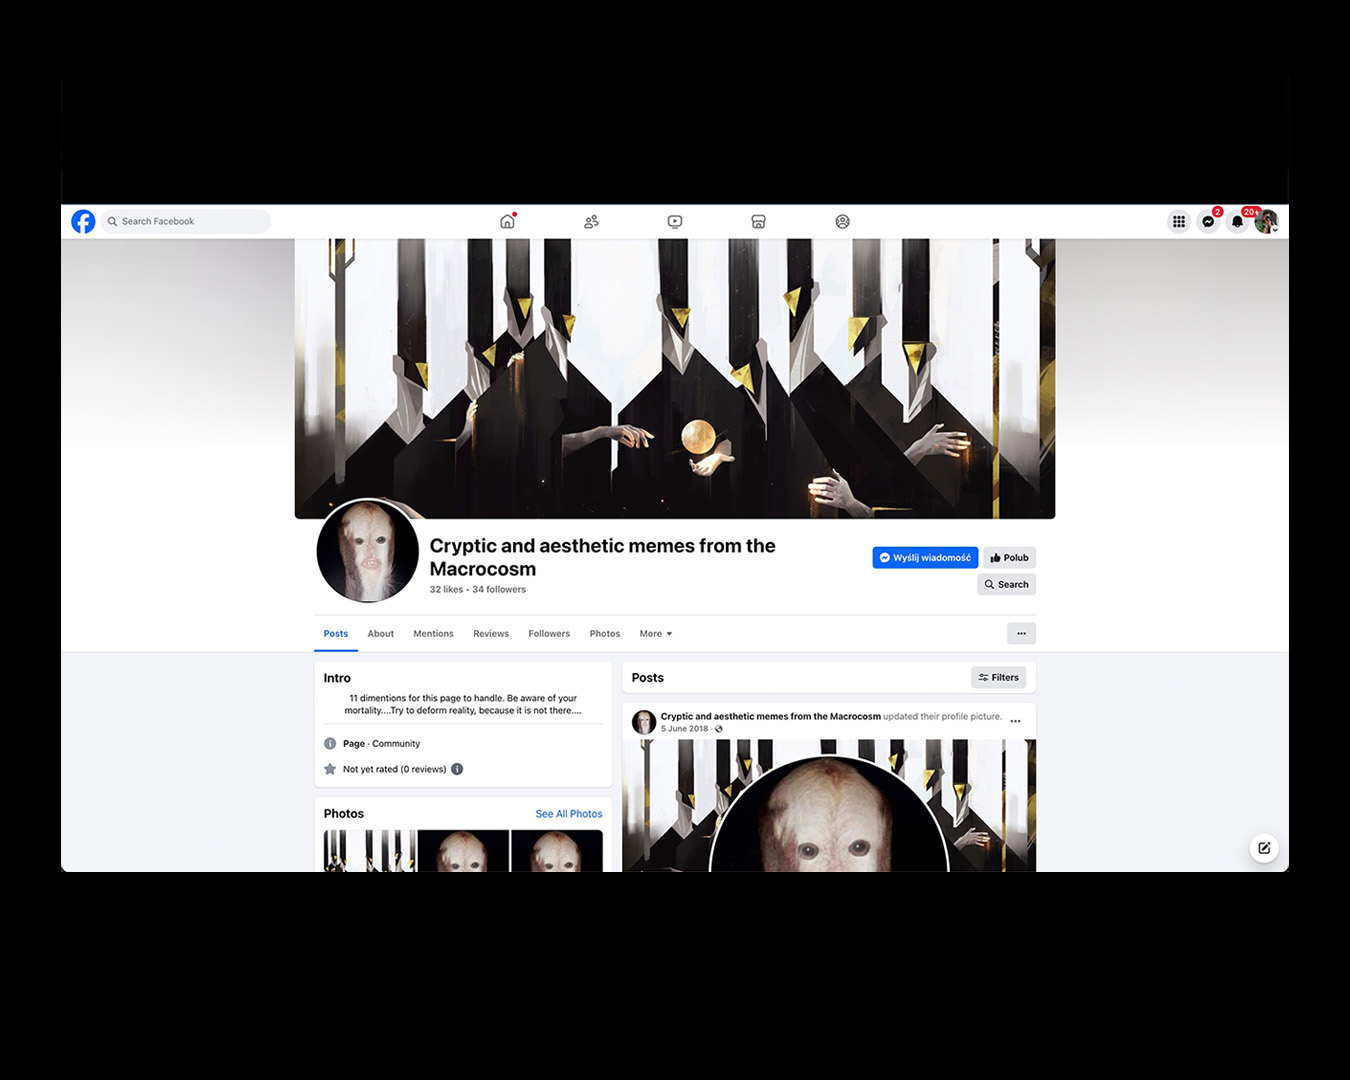 Search Facebook
2
20+
Cryptic and aesthetic memes from the
Macrocosm
32 likes • 34 followers
Wyślij wiadomość
Polub
Search
Posts
About
Mentions
Reviews
Followers
Photos
More
Intro
11 dimentions for this page to handle. Be aware of your
mortality....Try to deform reality, because it is not there....
Page · Community
Not yet rated (0 reviews)
Photos
See All Photos
Posts
Filters
Cryptic and aesthetic memes from the Macrocosm updated their profile picture.
5 June 2018 ·